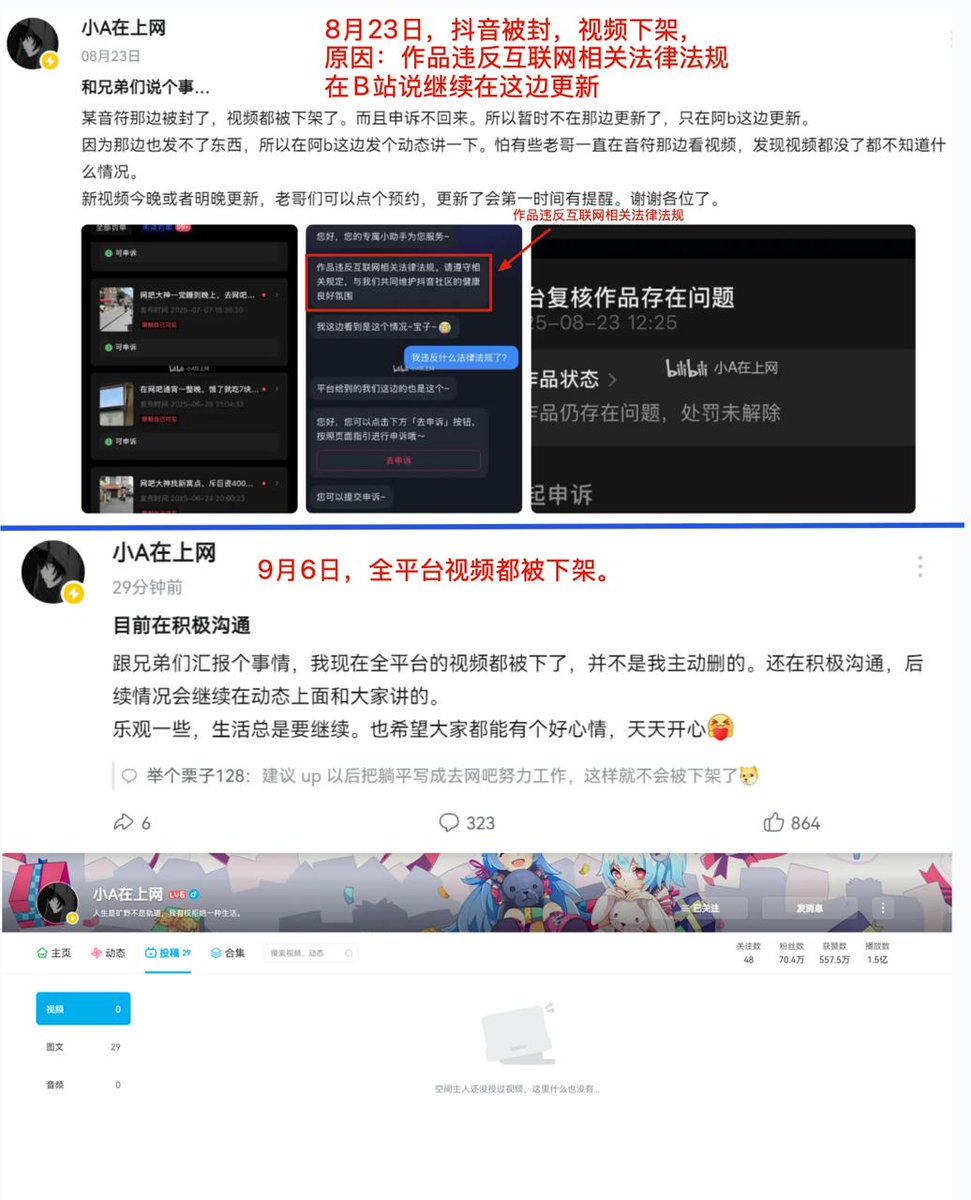 小A在上网
08月23日
8月23日，抖音被封，视频下架，
原因：作品违反互联网相关法律法规
在B站说继续在这边更新
和兄弟们说个事...
某音符那边被封了，视频都被下架了。而且申诉不回来。所以暂时不在那边更新了，只在阿b这边更新。
因为那边也发不了东西，所以在阿b这边发个动态讲一下。怕有些老哥一直在音符那边看视频，发现视频都没了都不知道什
么情况。
新视频今晚或者明晚更新，老哥们可以点个预约，更新了会第一时间有提醒。谢谢各位了。
作品违反互联网相关法律法规
可申诉
网吧大神一觉睡到晚上，去网吧...
发布时间 2025-07-07 18:36:30
限制自己可见
可申诉
bilibili 小A在上网
在网吧通宵一整晚，饿了就吃7块...
限制自己可见
可申诉
网吧大神找新窝点，斥巨资400...
发布时间 2025-06-24 20:00:23
您好，您的专属小助手为您服务~
作品违反互联网相关法律法规，请遵守相
关规定，与我们共同维护抖音社区的健康
良好氛围
我这边看到是这个情况~宝子~
我违反什么法律法规了？
平台给到的我们这边的也是这个~
您好，您可以点击下方「去申诉」按钮，
按照页面指引进行申诉哦~
去申诉
您可以提交申诉~
台复核作品存在问题
25-08-23 12:25
作品状态
bilibili 小A在上网
作品仍存在问题，处罚未解除
起申诉
小A在上网
29分钟前
9月6日，全平台视频都被下架。
目前在积极沟通
跟兄弟们汇报个事情，我现在全平台的视频都被下了，并不是我主动删的。还在积极沟通，后
续情况会继续在动态上面和大家讲的。
乐观一些，生活总是要继续。也希望大家都能有个好心情，天天开心
举个栗子128：建议 up 以后把躺平写成去网吧努力工作，这样就不会被下架了
6
323
864
小A在上网 LV6
人生是旷野不是轨道，我有权拒绝一种生活。
已关注
发消息
主页
动态
投稿 29
合集
搜索视频、动态
关注数 粉丝数 获赞数 播放数
48 70.4万 557.5万 1.5亿
视频 0
图文 29
音频 0
空间主人还没投过视频，这里什么也没有...